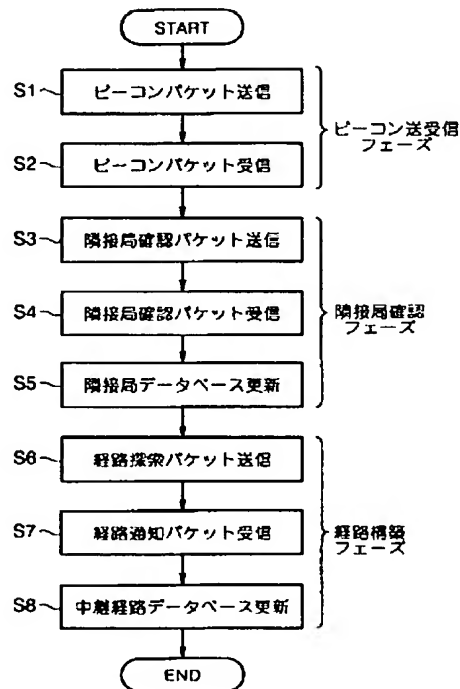 START
S1
ビーコンパケット送信
S2
ビーコンパケット受信
ビーコン送受信
フェーズ
S3
隣接局確認パケット送信
S4
隣接局確認パケット受信
S5
隣接局データベース更新
隣接局確認
フェーズ
S6
経路探索パケット送信
S7
経路通知パケット受信
S8
中継経路データベース更新
経路構築
フェーズ
END